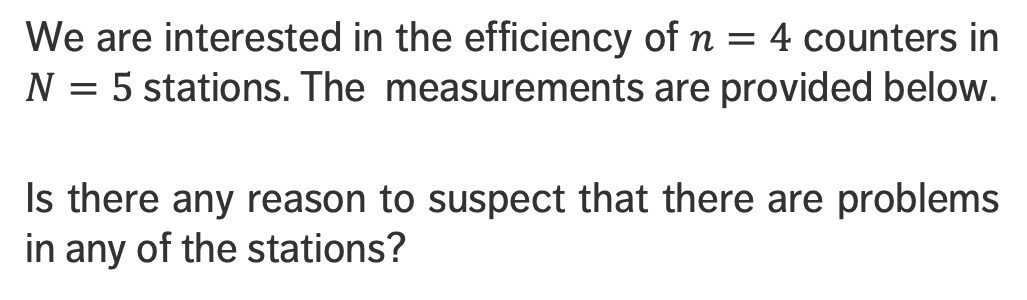 We are interested in the efficiency of n = 4 counters in
N = 5 stations. The measurements are provided below.
Is there any reason to suspect that there are problems
in any of the stations?